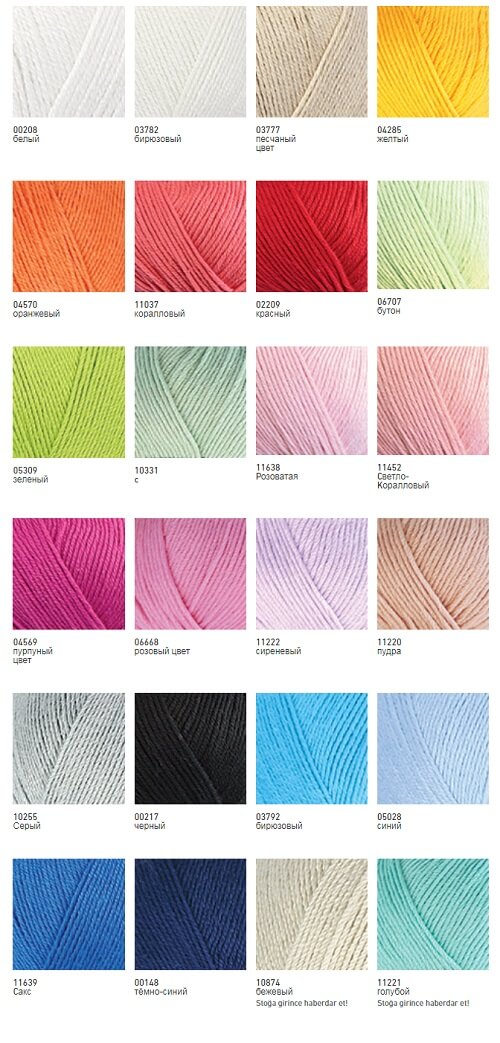 00208
белый
03782
бирюзовый
03777
песчаный
цвет
04285
желтый
04570
оранжевый
11037
коралловый
02209
красный
06707
бутон
05309
зеленый
10331
с
11638
Розоватая
11452
Светло-
Коралловый
04569
пурпуный
цвет
06668
розовый цвет
11222
сиреневый
11220
пудра
10255
Серый
00217
черный
03792
бирюзовый
05028
синий
11639
Сакс
00148
тёмно-синий
10874
бежевый
Stoğa girince haberdar et!
11221
голубой
Stoğa girince haberdar et!